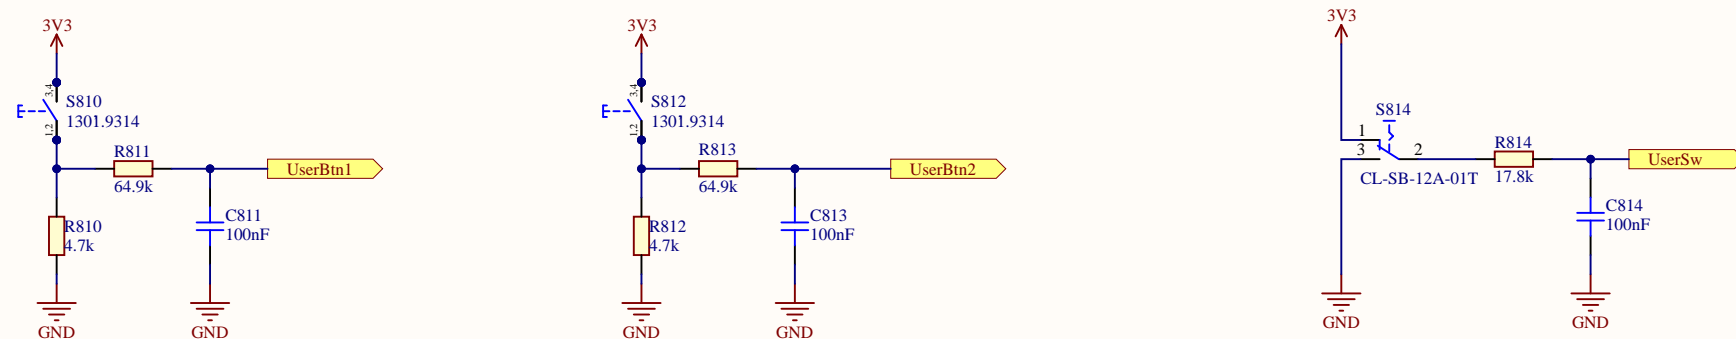 3V3
3,4
S810
1301.9314
1,2
R811
64.9k
UserBtn1
R810
4.7k
C811
100nF
GND
GND
3V3
3,4
S812
1301.9314
1,2
R813
64.9k
UserBtn2
R812
4.7k
C813
100nF
GND
GND
3V3
S814
1
3
2
CL-SB-12A-01T
R814
17.8k
UserSw
C814
100nF
GND
GND